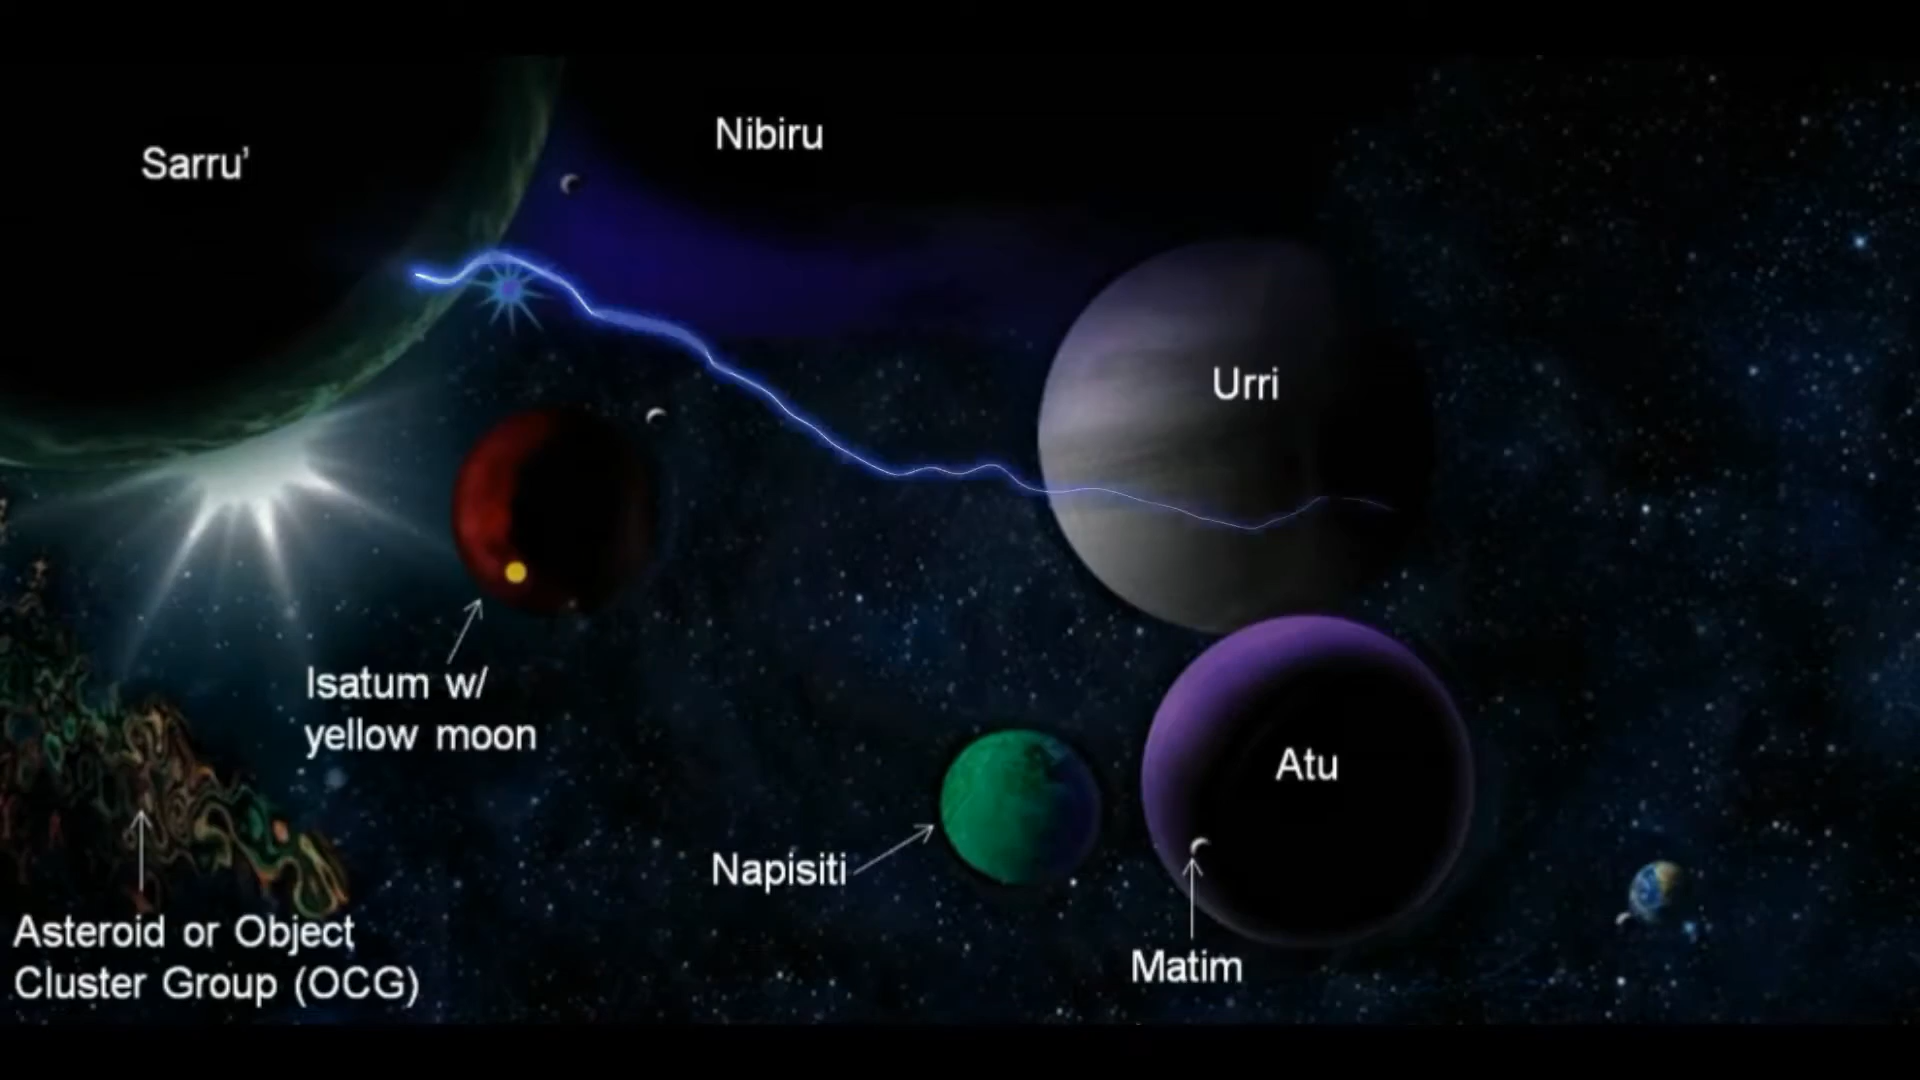 Sarru’
Nibiru
Urri
Isatum w/
yellow moon
Atu
Napisiti
Asteroid or Object
Cluster Group (OCG)
Matim